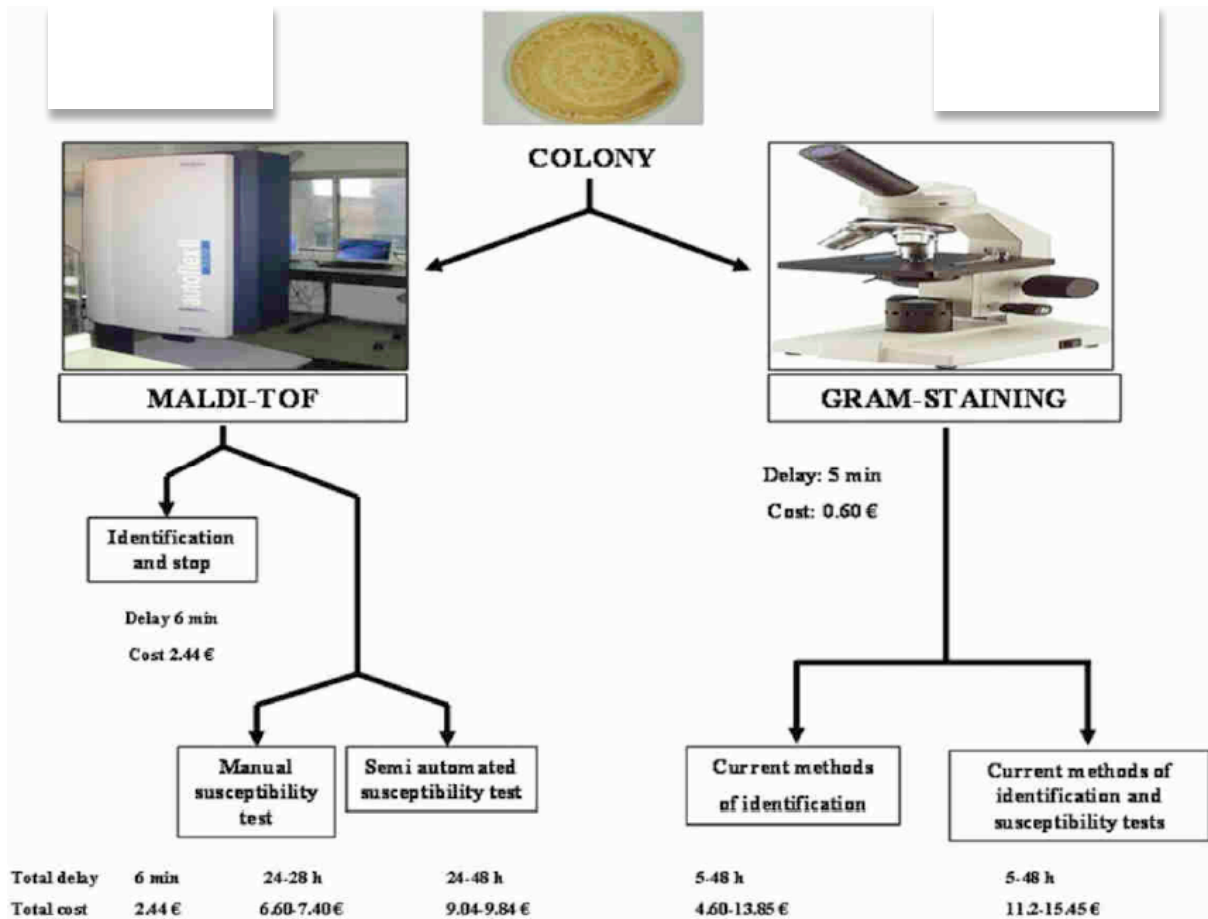 COLONY
autoflex II
MALDI-TOF
GRAM-STAINING
Delay: 5 min
Cost: 0.60 €
Identification
and stop
Delay 6 min
Cost 2.44 €
Manual
susceptibility
test
Semi automated
susceptibility test
Current methods
of identification
Current methods of
identification and
susceptibility tests
Total delay 6 min 24-28 h 24-48 h 5-48 h 5-48 h
Total cost 2.44 € 6.60-7.40 € 9.04-9.84 € 4.60-13.85 € 11.2-15.45 €